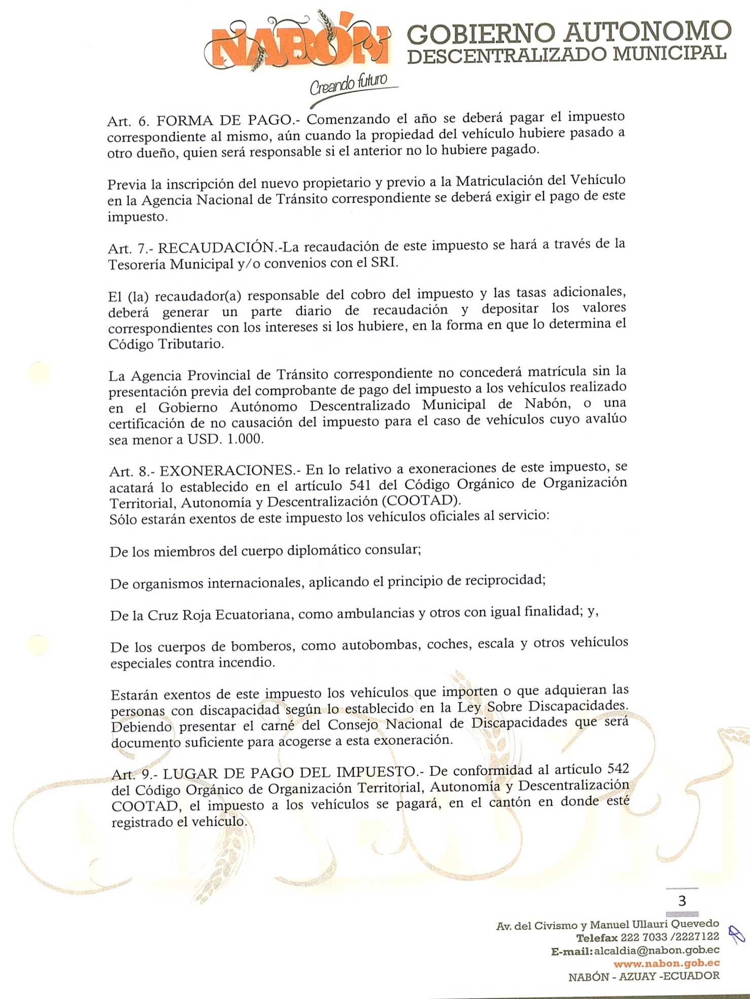 NABÓN
Creando futuro
GOBIERNO AUTONOMO
DESCENTRALIZADO MUNICIPAL
Art. 6. FORMA DE PAGO.- Comenzando el año se deberá pagar el impuesto
correspondiente al mismo, aún cuando la propiedad del vehículo hubiere pasado a
otro dueño, quien será responsable si el anterior no lo hubiere pagado.
Previa la inscripción del nuevo propietario y previo a la Matriculación del Vehículo
en la Agencia Nacional de Tránsito correspondiente se deberá exigir el pago de este
impuesto.
Art. 7.- RECAUDACIÓN.-La recaudación de este impuesto se hará a través de la
Tesorería Municipal y/o convenios con el SRI.
El (la) recaudador(a) responsable del cobro del impuesto y las tasas adicionales,
deberá generar un parte diario de recaudación y depositar los valores
correspondientes con los intereses si los hubiere, en la forma en que lo determina el
Código Tributario.
La Agencia Provincial de Tránsito correspondiente no concederá matrícula sin la
presentación previa del comprobante de pago del impuesto a los vehículos realizado
en el Gobierno Autónomo Descentralizado Municipal de Nabón, o una
certificación de no causación del impuesto para el caso de vehículos cuyo avalúo
sea menor a USD. 1.000.
Art. 8.- EXONERACIONES.- En lo relativo a exoneraciones de este impuesto, se
acatará lo establecido en el artículo 541 del Código Orgánico de Organización
Territorial, Autonomía y Descentralización (COOTAD).
Sólo estarán exentos de este impuesto los vehículos oficiales al servicio:
De los miembros del cuerpo diplomático consular;
De organismos internacionales, aplicando el principio de reciprocidad;
De la Cruz Roja Ecuatoriana, como ambulancias y otros con igual finalidad; y,
De los cuerpos de bomberos, como autobombas, coches, escala y otros vehículos
especiales contra incendio.
Estarán exentos de este impuesto los vehículos que importen o que adquieran las
personas con discapacidad según lo establecido en la Ley Sobre Discapacidades.
Debiendo presentar el carné del Consejo Nacional de Discapacidades que será
documento suficiente para acogerse a esta exoneración.
Art. 9.- LUGAR DE PAGO DEL IMPUESTO.- De conformidad al artículo 542
del Código Orgánico de Organización Territorial, Autonomía y Descentralización
COOTAD, el impuesto a los vehículos se pagará, en el cantón en donde esté
registrado el vehículo.
3
Av. del Civismo y Manuel Ullauri Quevedo
Telefax 222 7033 /2227122
E-mail: alcaldia@nabon.gob.ec
www.nabon.gob.ec
NABÓN - AZUAY -ECUADOR